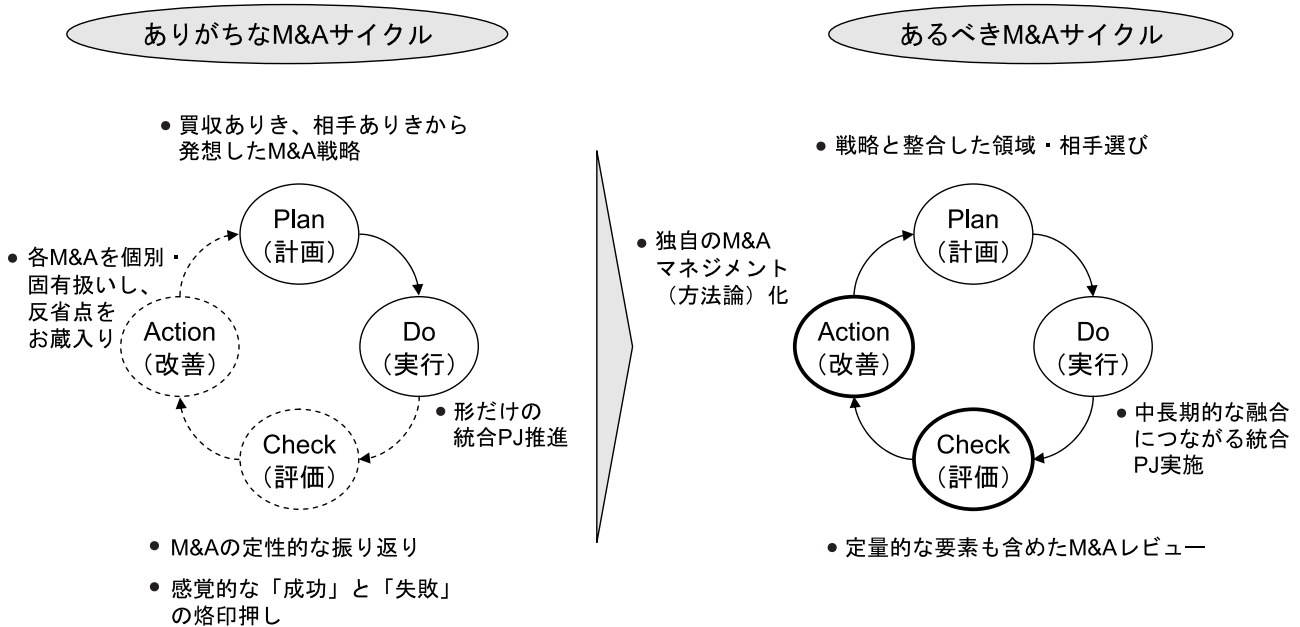 ありがちなM&Aサイクル
● 買収ありき、相手ありきから
発想したM&A戦略
Plan
（計画）
● 各M&Aを個別・
固有扱いし、
反省点を
お蔵入り
Action
（改善）
Do
（実行）
● 形だけの
統合PJ推進
Check
（評価）
● M&Aの定性的な振り返り
● 感覚的な「成功」と「失敗」
の烙印押し
あるべきM&Aサイクル
● 戦略と整合した領域・相手選び
Plan
（計画）
● 独自のM&A
マネジメント
（方法論）化
Action
（改善）
Do
（実行）
● 中長期的な融合
につながる統合
PJ実施
Check
（評価）
● 定量的な要素も含めたM&Aレビュー